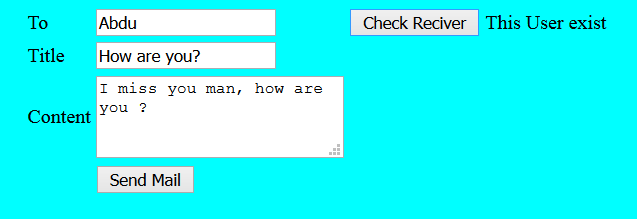 To Abdu Check Reciver This User exist
Title How are you?
I miss you man, how are
you ?
Content
Send Mail